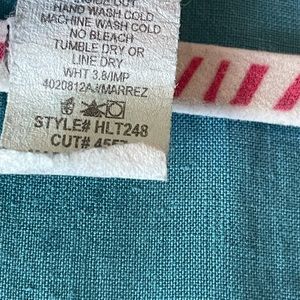 HAND WASH COLD
MACHINE WASH COLD
NO BLEACH
TUMBLE DRY OR
LINE DRY
WHT 3.8/IMP
4020812A#/MARREZ
STYLE# HLT248
CUT#